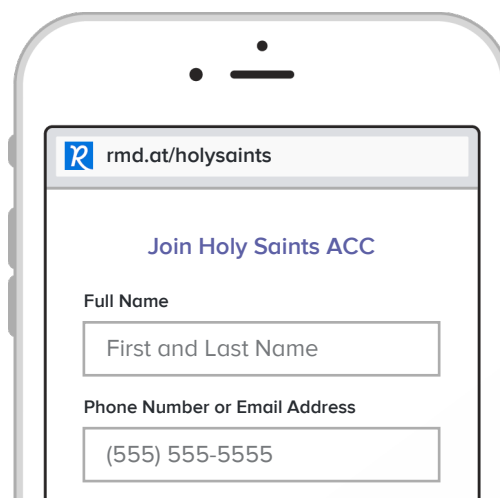 R rmd.at/holysaints
Join Holy Saints ACC
Full Name
First and Last Name
Phone Number or Email Address
(555) 555-5555